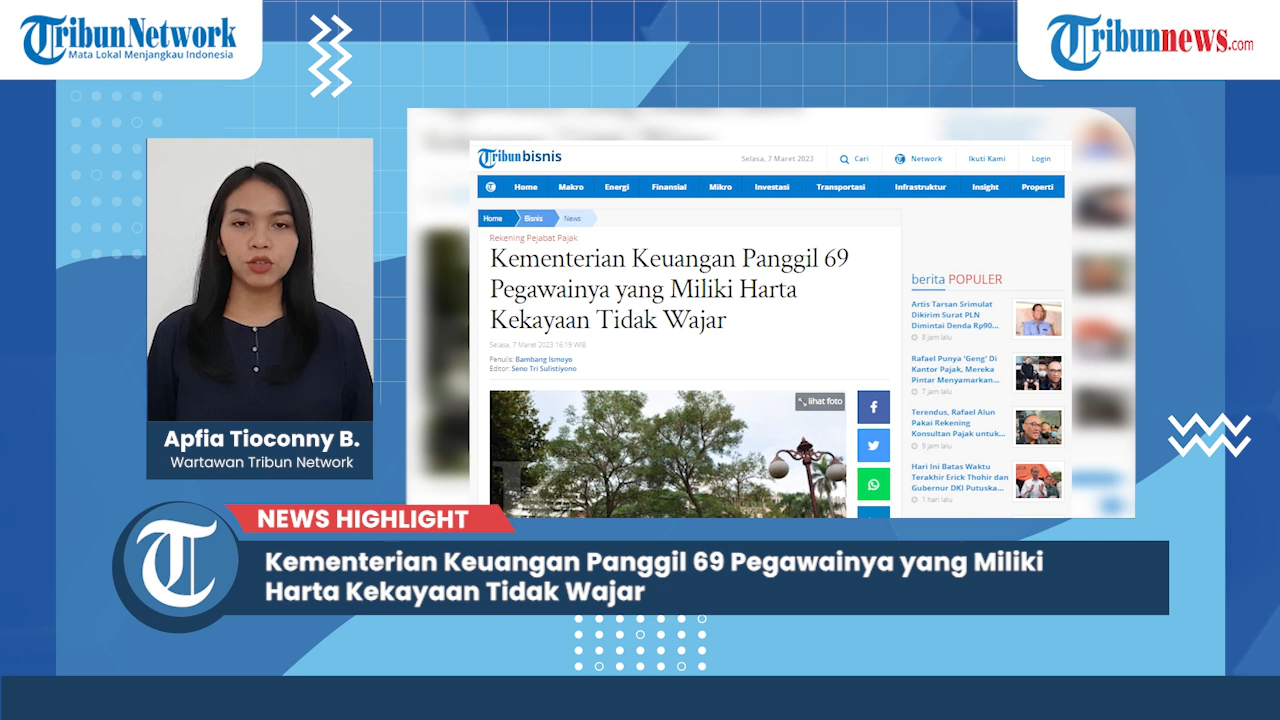 Tribun Network
Mata Lokal Menjangkau Indonesia
Tribunnews.com
Tribunbisnis
Selasa, 7 Maret 2023
Cari
Network
Ikuti Kami
Login
Home
Makro
Energi
Finansial
Mikro
Investasi
Transportasi
Infrastruktur
Insight
Properti
Home
Bisnis
News
Rekening Pejabat Pajak
Kementerian Keuangan Panggil 69
Pegawainya yang Miliki Harta
Kekayaan Tidak Wajar
Selasa, 7 Maret 2023 16:19 WIB
Penulis: Bambang Ismoyo
Editor: Seno Tri Sulistiyono
lihat foto
berita POPULER
Artis Tarsan Srimulat
Dikirim Surat PLN
Dimintai Denda Rp90...
8 jam lalu
Rafael Punya 'Geng' Di
Kantor Pajak, Mereka
Pintar Menyamarkan...
7 jam lalu
Terendus, Rafael Alun
Pakai Rekening
Konsultan Pajak untuk...
9 jam lalu
Hari Ini Batas Waktu
Terakhir Erick Thohir dan
Gubernur DKI Putuska...
1 hari lalu
Apfia Tioconny B.
Wartawan Tribun Network
NEWS HIGHLIGHT
Kementerian Keuangan Panggil 69 Pegawainya yang Miliki
Harta Kekayaan Tidak Wajar